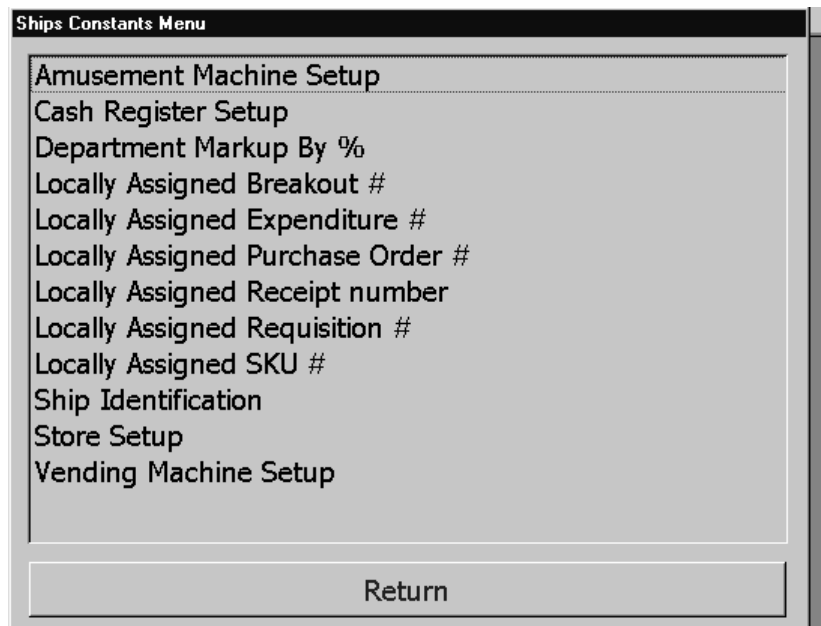 Ships Constants Menu
Amusement Machine Setup
Cash Register Setup
Department Markup By %
Locally Assigned Breakout #
Locally Assigned Expenditure #
Locally Assigned Purchase Order #
Locally Assigned Receipt number
Locally Assigned Requisition #
Locally Assigned SKU #
Ship Identification
Store Setup
Vending Machine Setup
Return